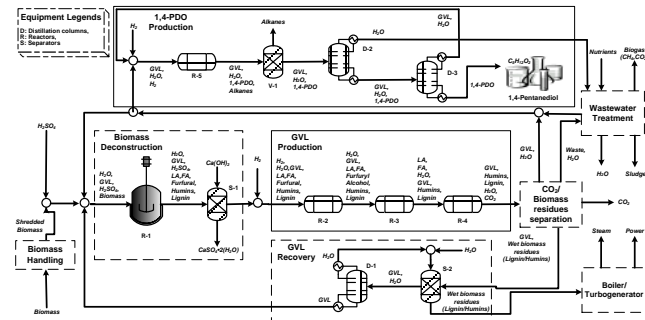 Equipment Legends
D: Distillation columns,
R: Reactors,
S: Separators
1,4-PDO
Production
H2
GVL,
H2O,
H2
R-5
GVL,
H2O,
1,4-PDO,
Alkanes
Alkanes
V-1
GVL,
H2O,
1,4-PDO
D-2
H2O
GVL,
H2O,
1,4-PDO
D-3
GVL,
H2O
1,4-PDO
C5H12O2
1,4-Pentanediol
Nutrients
Biogas
(CH4,CO2)
Wastewater
Treatment
H2O
Sludge
Waste,
H2O
GVL,
H2O
H2SO4
Biomass
Deconstruction
H2O,
GVL,
H2SO4,
Biomass
R-1
H2O,
GVL,
H2SO4,
LA,FA,
Furfural,
Humins,
Lignin
Ca(OH)2
S-1
CaSO4•2(H2O)
H2
GVL
Production
H2,
H2O,GVL,
LA,FA,
Furfural,
Humins,
Lignin
R-2
H2O,
GVL,
LA,FA,
Furfuryl
Alcohol,
Humins,
Lignin
R-3
LA,
FA,
H2O,
GVL,
Humins,
Lignin
R-4
GVL,
Humins,
Lignin,
H2O,
CO2
CO2/
Biomass
residues
separation
CO2
Shredded
Biomass
Biomass
Handling
Biomass
GVL
Recovery
H2O
D-1
GVL
GVL,
H2O
H2O
S-2
Wet biomass
residues
(Lignin/Humins)
GVL,
Wet biomass
residues
(Lignin/Humins)
Steam
Power
Boiler/
Turbogenerator